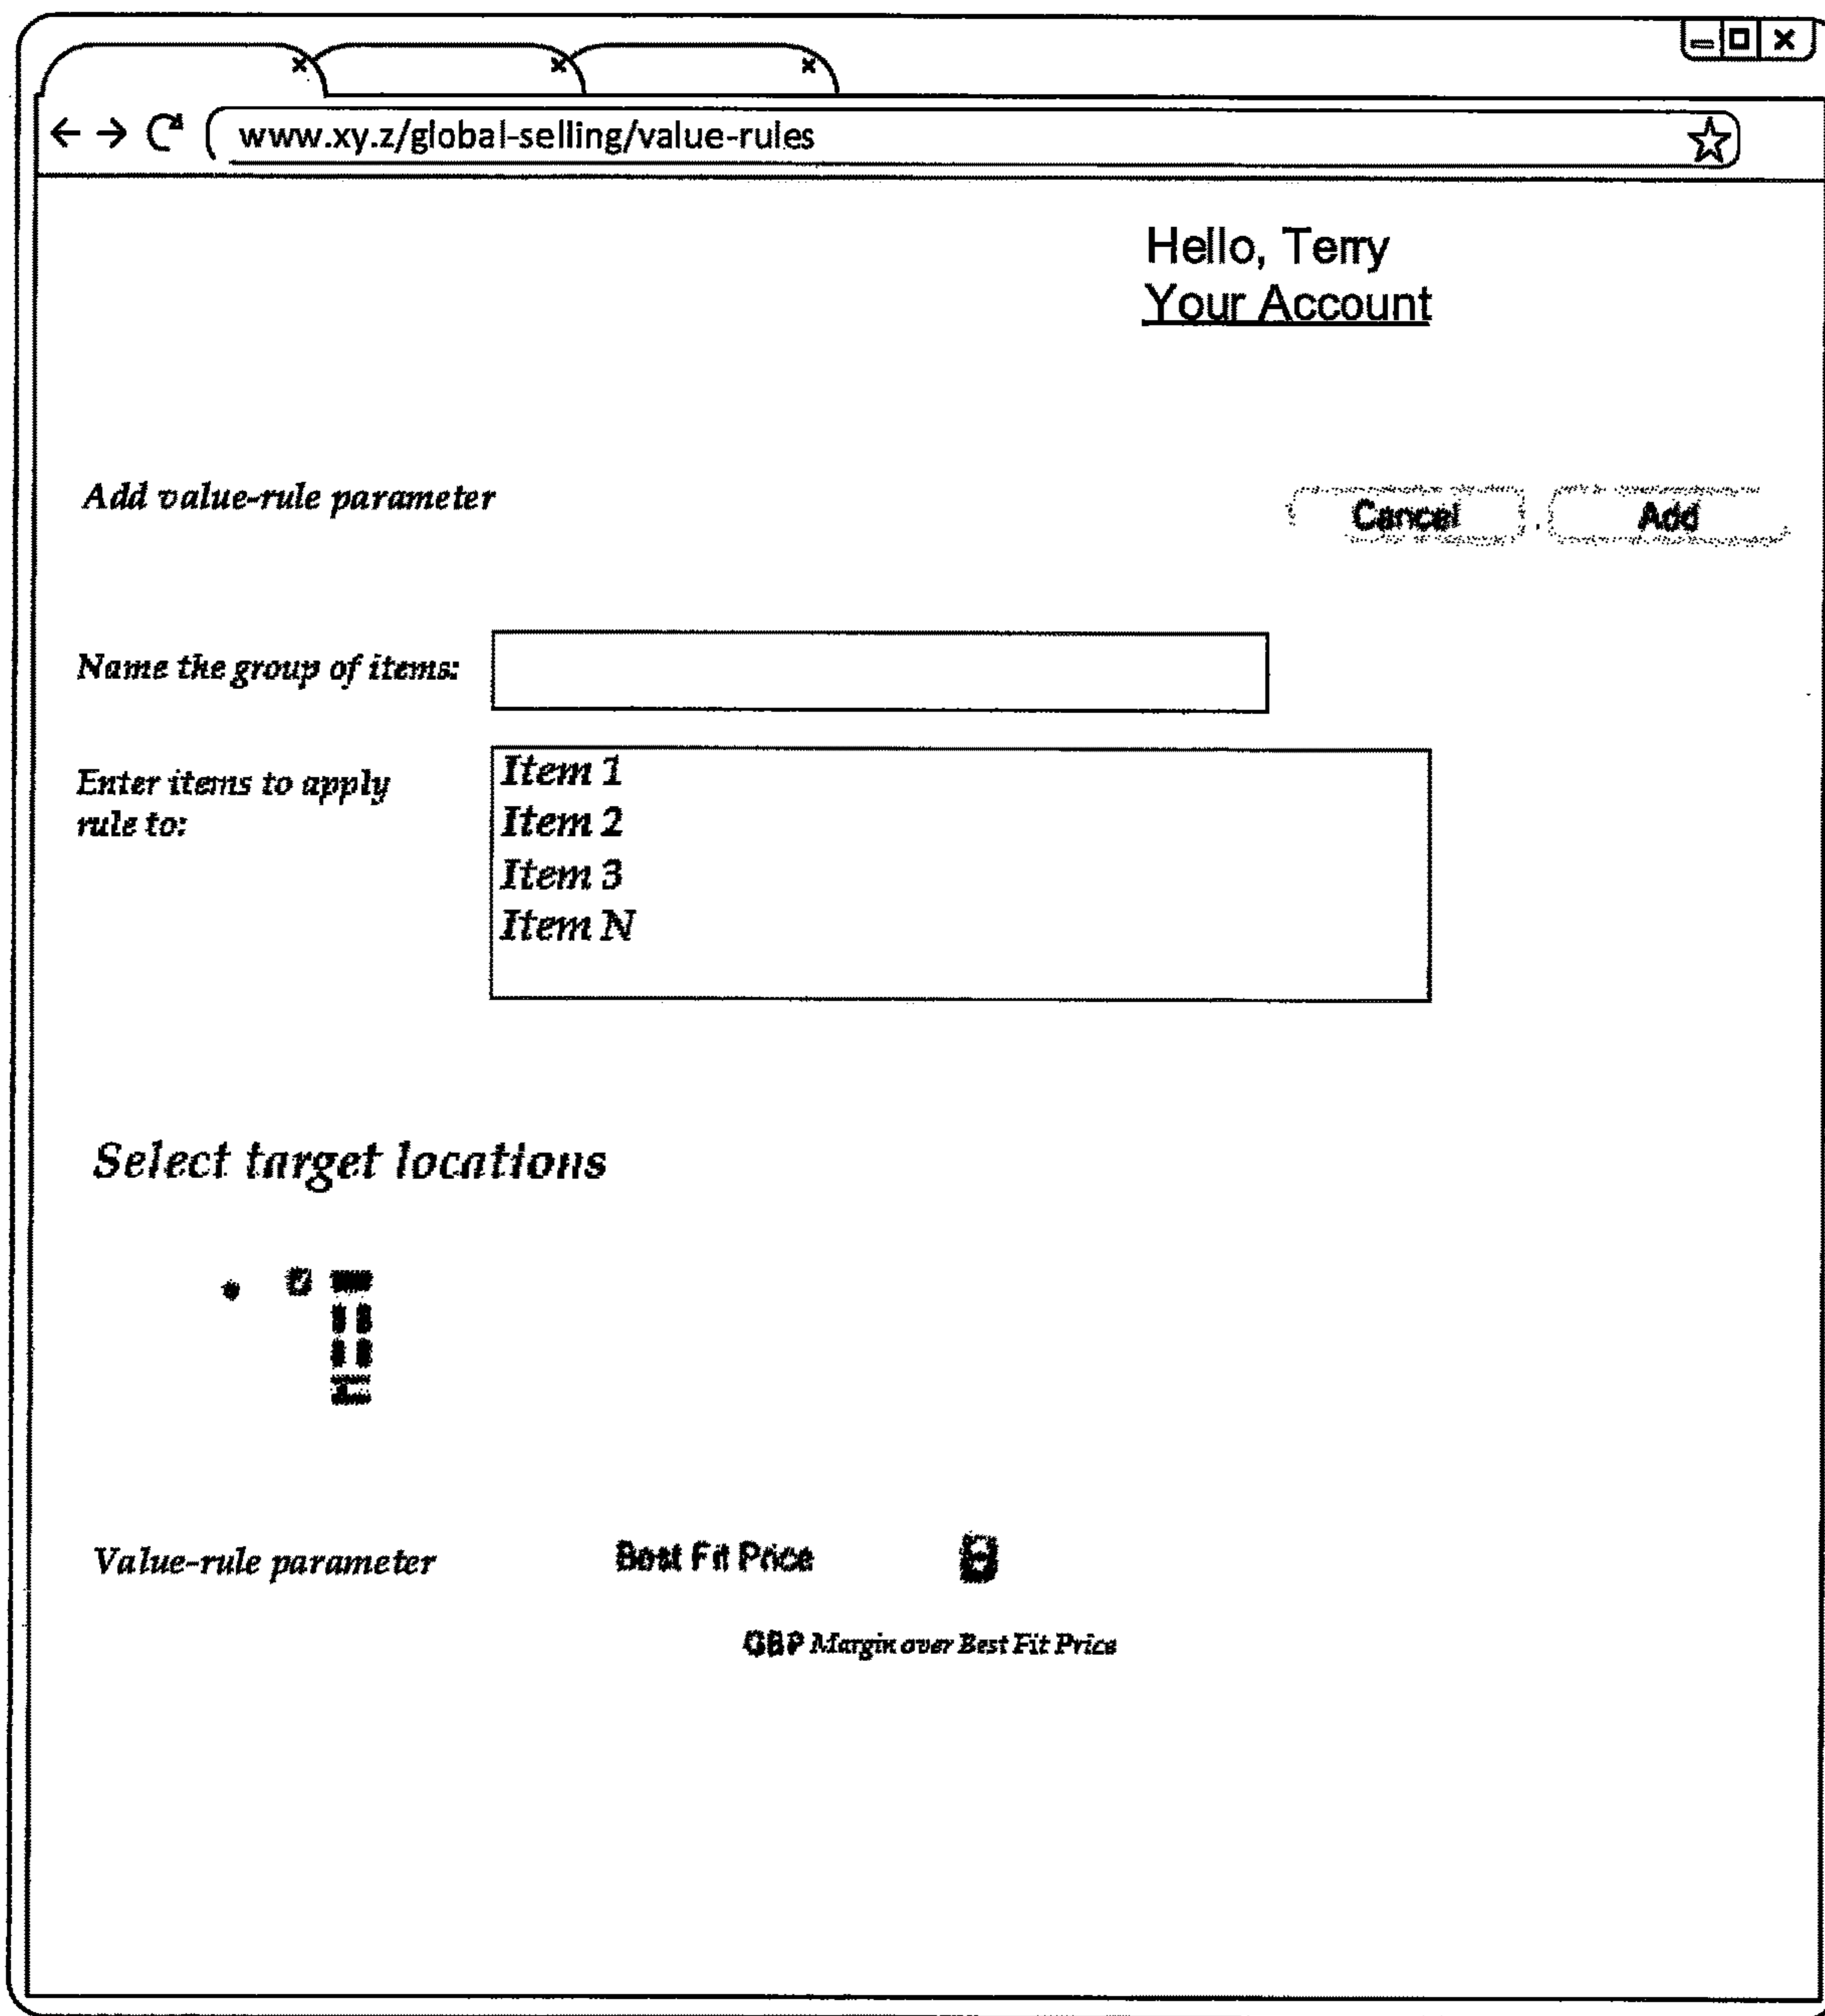 www.xy.z/global-selling/value-rules
Hello, Terry
Your Account
Add value-rule parameter
Cancel
Add
Name the group of items:
Enter items to apply
rule to:
Item 1
Item 2
Item 3
Item N
Select target locations
Value-rule parameter
Best Fit Price
GBP Margin over Best Fit Price